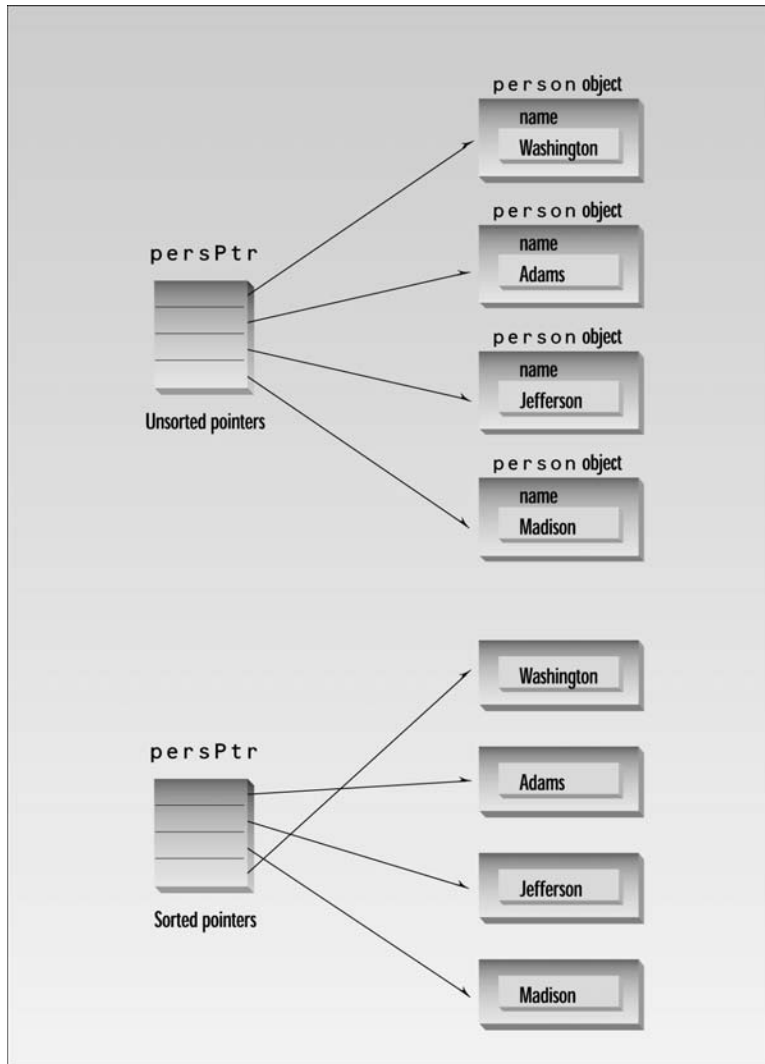 person object
name
Washington
person object
name
Adams
persPtr
person object
name
Jefferson
Unsorted pointers
person object
name
Madison
Washington
persPtr
Adams
Jefferson
Sorted pointers
Madison